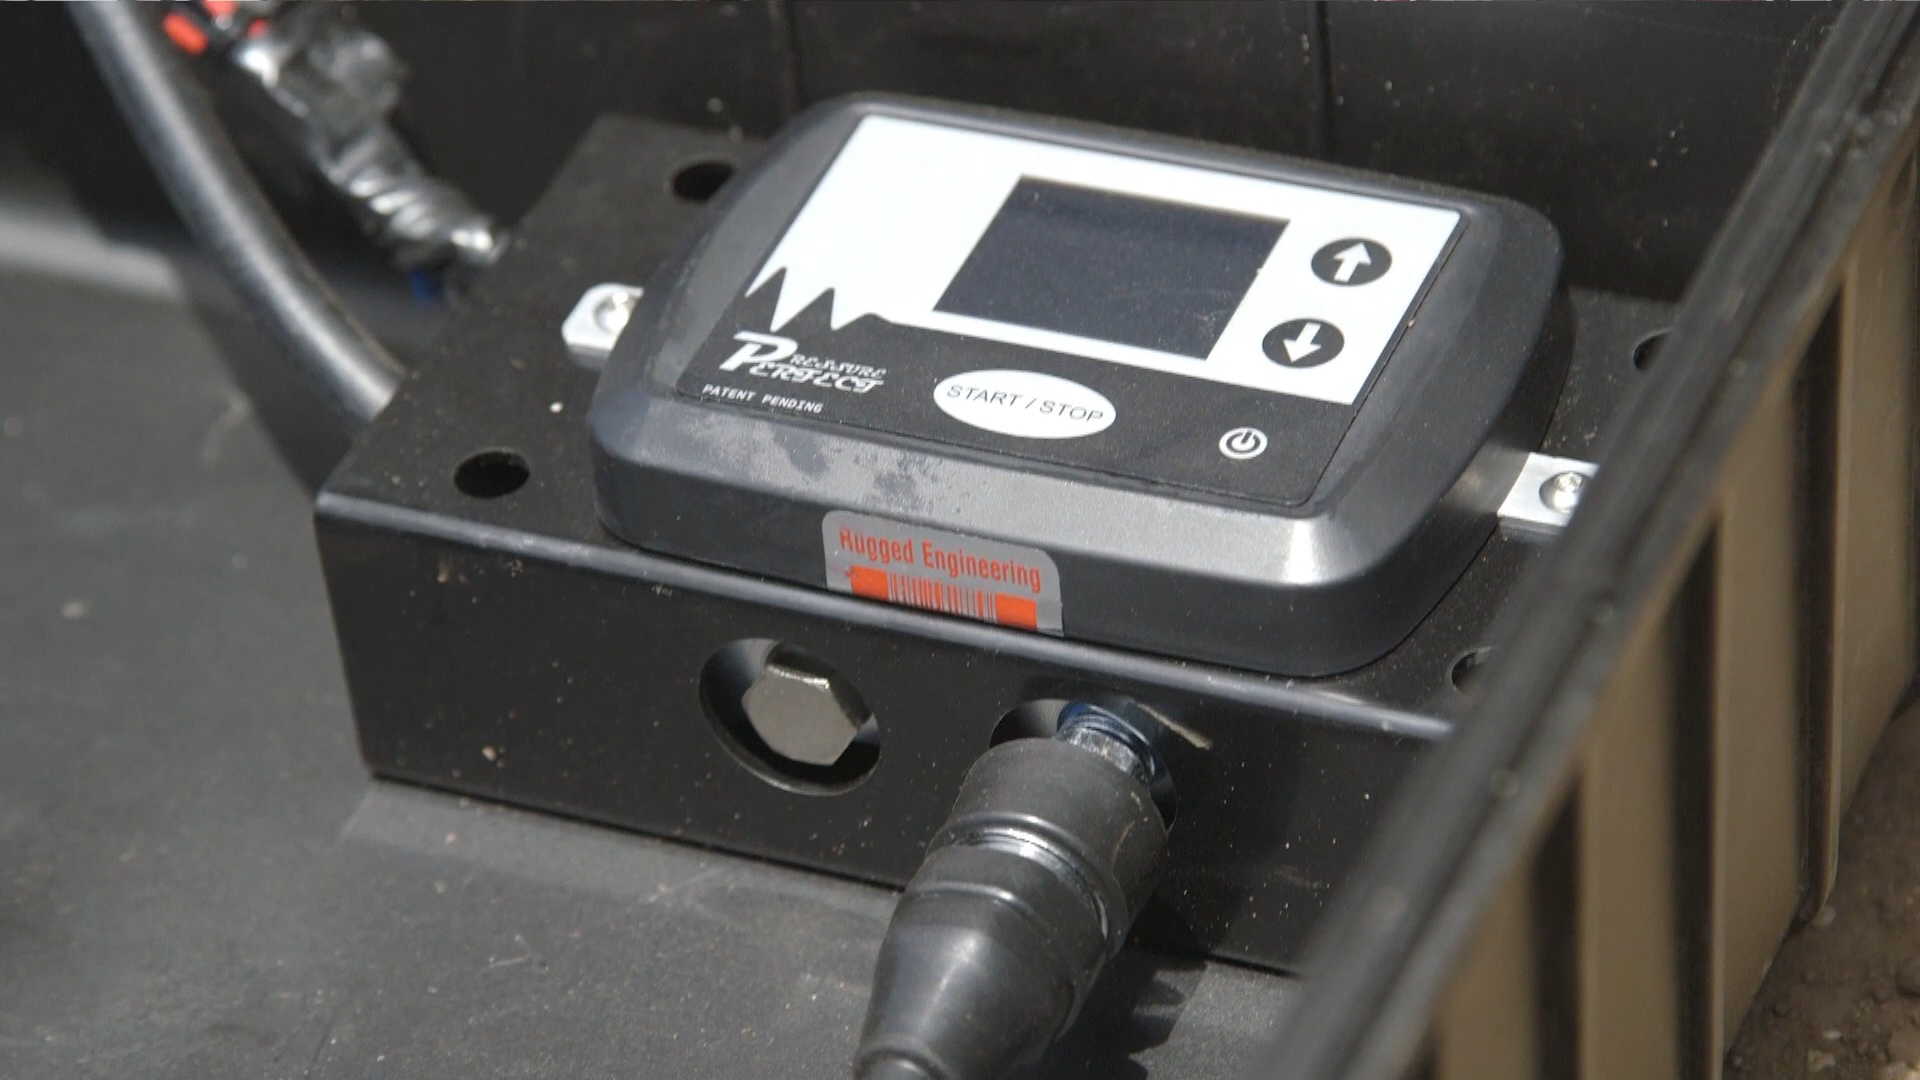 PRESSURE
PERFECT
PATENT PENDING
START / STOP
Rugged Engineering